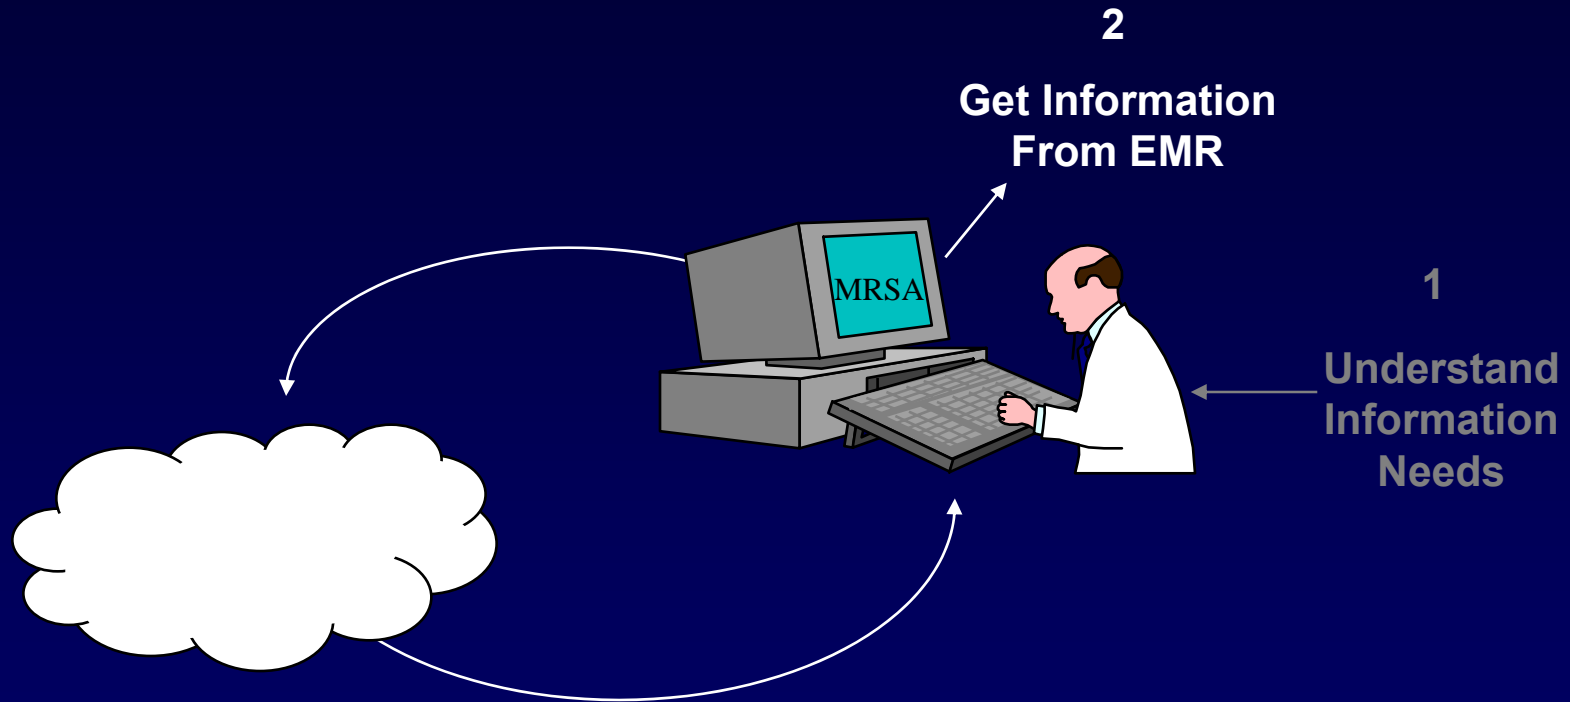 2
Get Information
From EMR
MRSA
1
Understand
Information
Needs